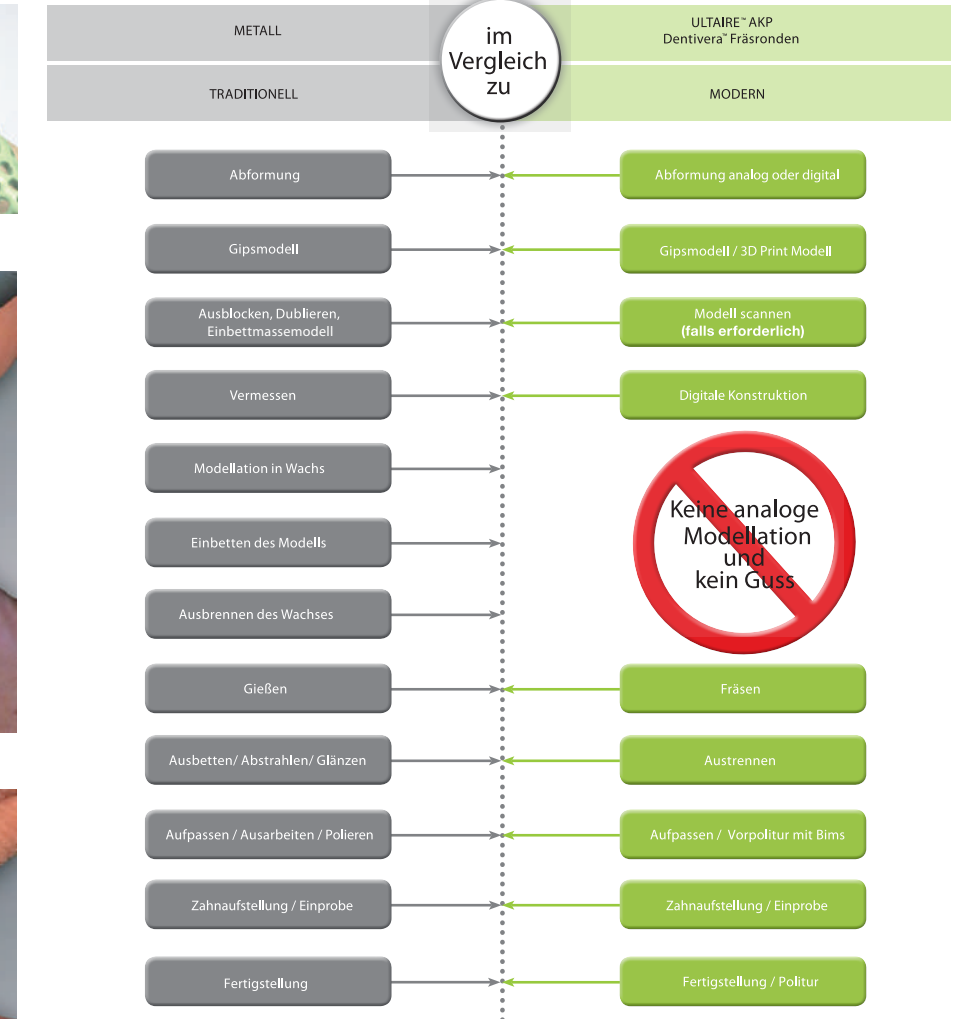 METALL
im
Vergleich
zu
ULTAIRE™ AKP
Dentivera™ Fräsronden
TRADITIONELL
MODERN
Abformung
Abformung analog oder digital
Gipsmodell
Gipsmodell / 3D Print Modell
Ausblocken, Dublieren,
Einbettmassemodell
Modell scannen
(falls erforderlich)
Vermessen
Digitale Konstruktion
Modellation in Wachs
Einbetten des Modells
Ausbrennen des Wachses
Keine analoge
Modellation
und
kein Guss
Gießen
Fräsen
Ausbetten/ Abstrahlen/ Glänzen
Austrennen
Aufpassen / Ausarbeiten / Polieren
Aufpassen / Vorpolitur mit Bims
Zahnaufstellung / Einprobe
Zahnaufstellung / Einprobe
Fertigstellung
Fertigstellung / Politur